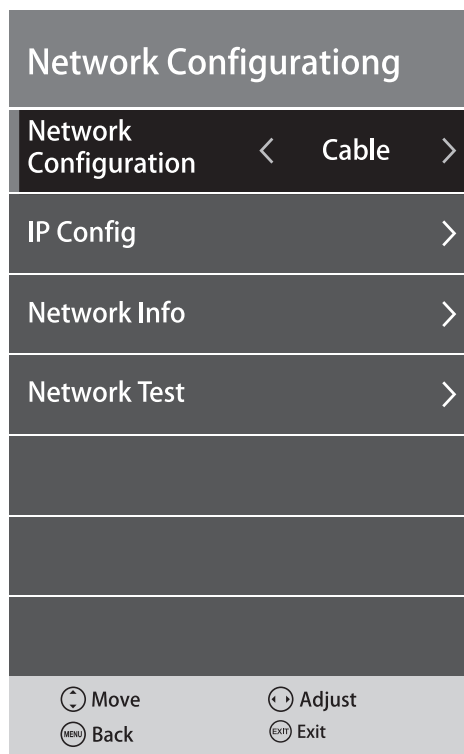 Network Configurationg
Network
Configuration < Cable >
IP Config >
Network Info >
Network Test >
Move Adjust
MENU Back EXIT Exit